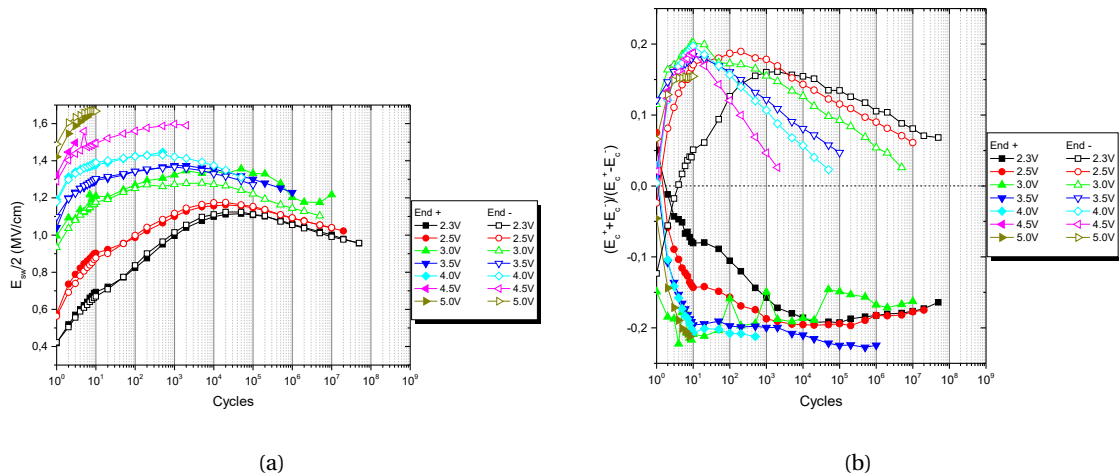 1,6
1,4
1,2
1,0
0,8
0,6
0,4
E_sw/2 (MV/cm)
10^0 10^1 10^2 10^3 10^4 10^5 10^6 10^7 10^8 10^9
Cycles
End + End -
2.3V 2.3V
2.5V 2.5V
3.0V 3.0V
3.5V 3.5V
4.0V 4.0V
4.5V 4.5V
5.0V 5.0V
(a)
0,2
0,1
0,0
-0,1
-0,2
(E_c^+ + E_c^-)/(E_c^+ - E_c^-)
10^0 10^1 10^2 10^3 10^4 10^5 10^6 10^7 10^8 10^9
Cycles
End + End -
2.3V 2.3V
2.5V 2.5V
3.0V 3.0V
3.5V 3.5V
4.0V 4.0V
4.5V 4.5V
5.0V 5.0V
(b)